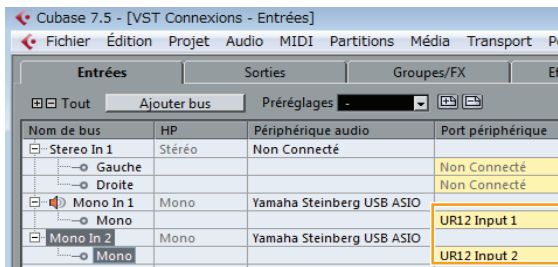 Cubase 7.5 - [VST Connexions - Entrées]
Fichier Édition Projet Audio MIDI Partitions Média Transport
Entrées Sorties Groupes/FX
Tout Ajouter bus Préréglages -
Nom de bus HP Périphérique audio Port périphérique
Stereo In 1 Stéréo Non Connecté
Gauche Non Connecté
Droite Non Connecté
Mono In 1 Mono Yamaha Steinberg USB ASIO
Mono UR12 Input 1
Mono In 2 Mono Yamaha Steinberg USB ASIO
Mono UR12 Input 2